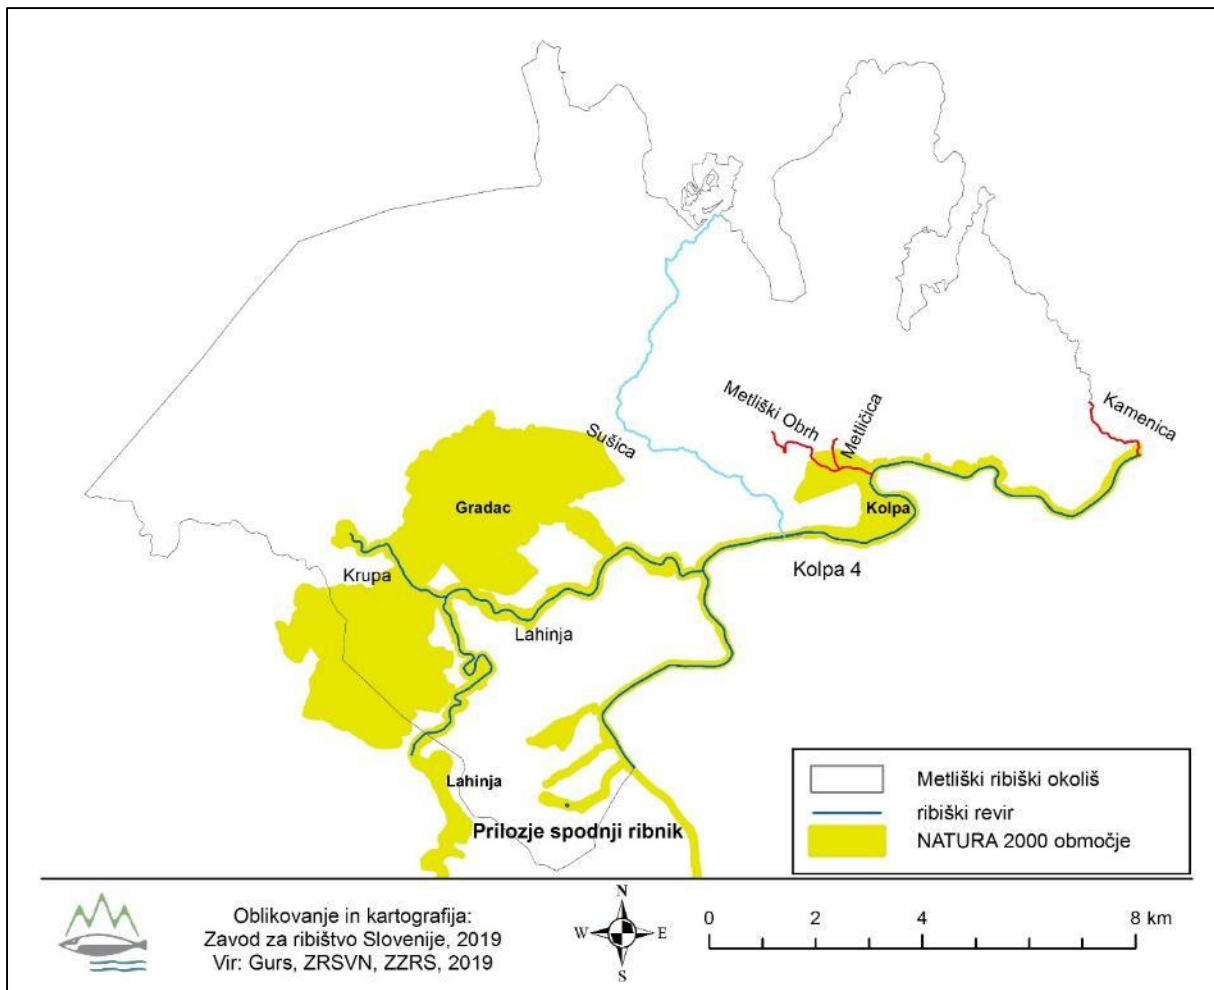 Metliški Obrh
Metličica
Kamenica
Sušica
Gradac
Kolpa
Krupa
Kolpa 4
Lahinja
Lahinja
Prilozje spodnji ribnik
Metliški ribiški okoliš
ribiški revir
NATURA 2000 območje
Oblikovanje in kartografija:
Zavod za ribištvo Slovenije, 2019
Vir: Gurs, ZRSVN, ZZRS, 2019
N
W
E
S
0 2 4 8 km